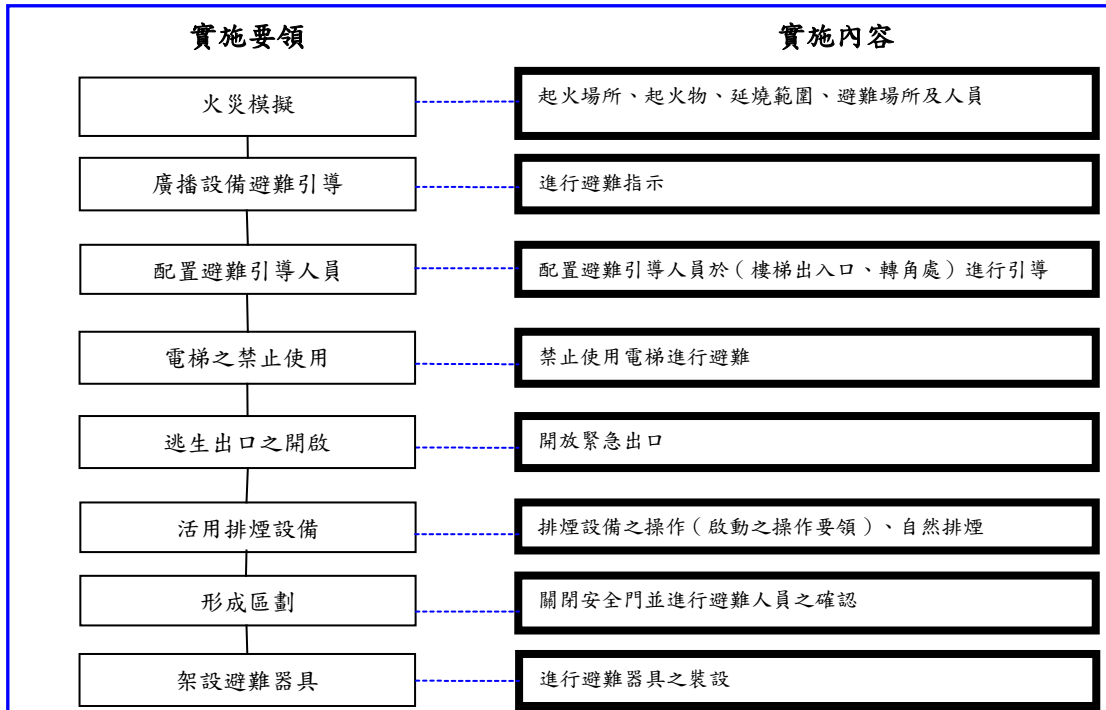 實施要領 實施內容
火災模擬 起火場所、起火物、延燒範圍、避難場所及人員
廣播設備避難引導 進行避難指示
配置避難引導人員 配置避難引導人員於(樓梯出入口、轉角處)進行引導
電梯之禁止使用 禁止使用電梯進行避難
逃生出口之開啟 開放緊急出口
活用排煙設備 排煙設備之操作(啟動之操作要領)、自然排煙
形成區劃 關閉安全門並進行避難人員之確認
架設避難器具 進行避難器具之裝設